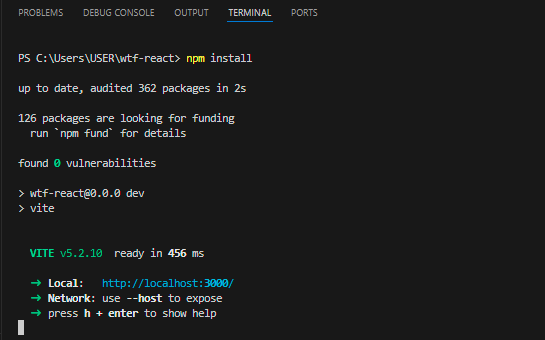 PROBLEMS DEBUG CONSOLE OUTPUT TERMINAL PORTS
PS C:\Users\USER\wtf-react> npm install
up to date, audited 362 packages in 2s
126 packages are looking for funding
run `npm fund` for details
found 0 vulnerabilities
> wtf-react@0.0.0 dev
> vite
VITE v5.2.10 ready in 456 ms
➜ Local: http://localhost:3000/
➜ Network: use --host to expose
➜ press h + enter to show help